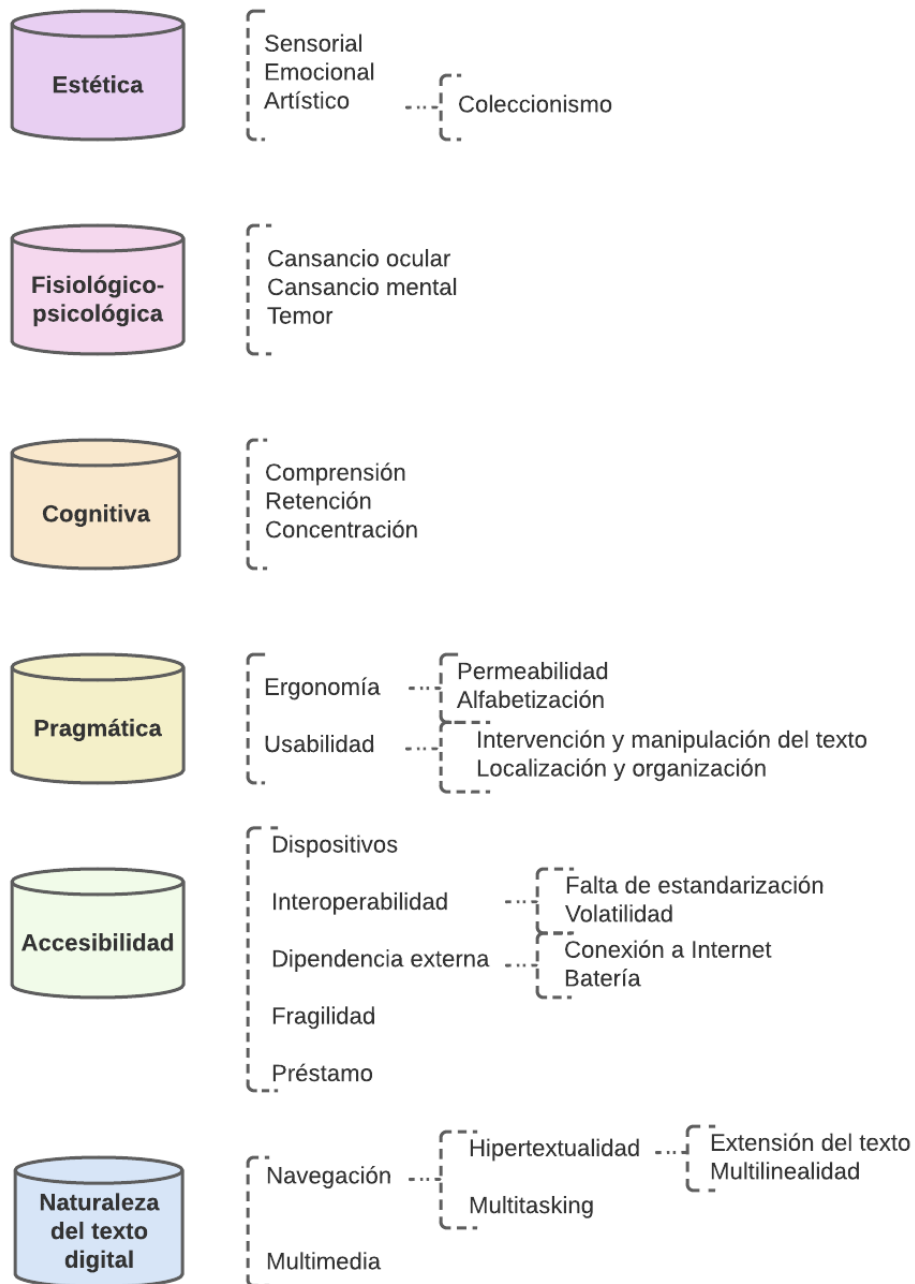 Estética
Sensorial
Emocional
Artístico
Coleccionismo
Fisiológico-
psicológica
Cansancio ocular
Cansancio mental
Temor
Cognitiva
Comprensión
Retención
Concentración
Pragmática
Ergonomía
Permeabilidad
Alfabetización
Usabilidad
Intervención y manipulación del texto
Localización y organización
Accesibilidad
Dispositivos
Interoperabilidad
Falta de estandarización
Volatilidad
Dipendencia externa
Conexión a Internet
Batería
Fragilidad
Préstamo
Naturaleza
del texto
digital
Navegación
Hipertextualidad
Extensión del texto
Multilinealidad
Multitasking
Multimedia